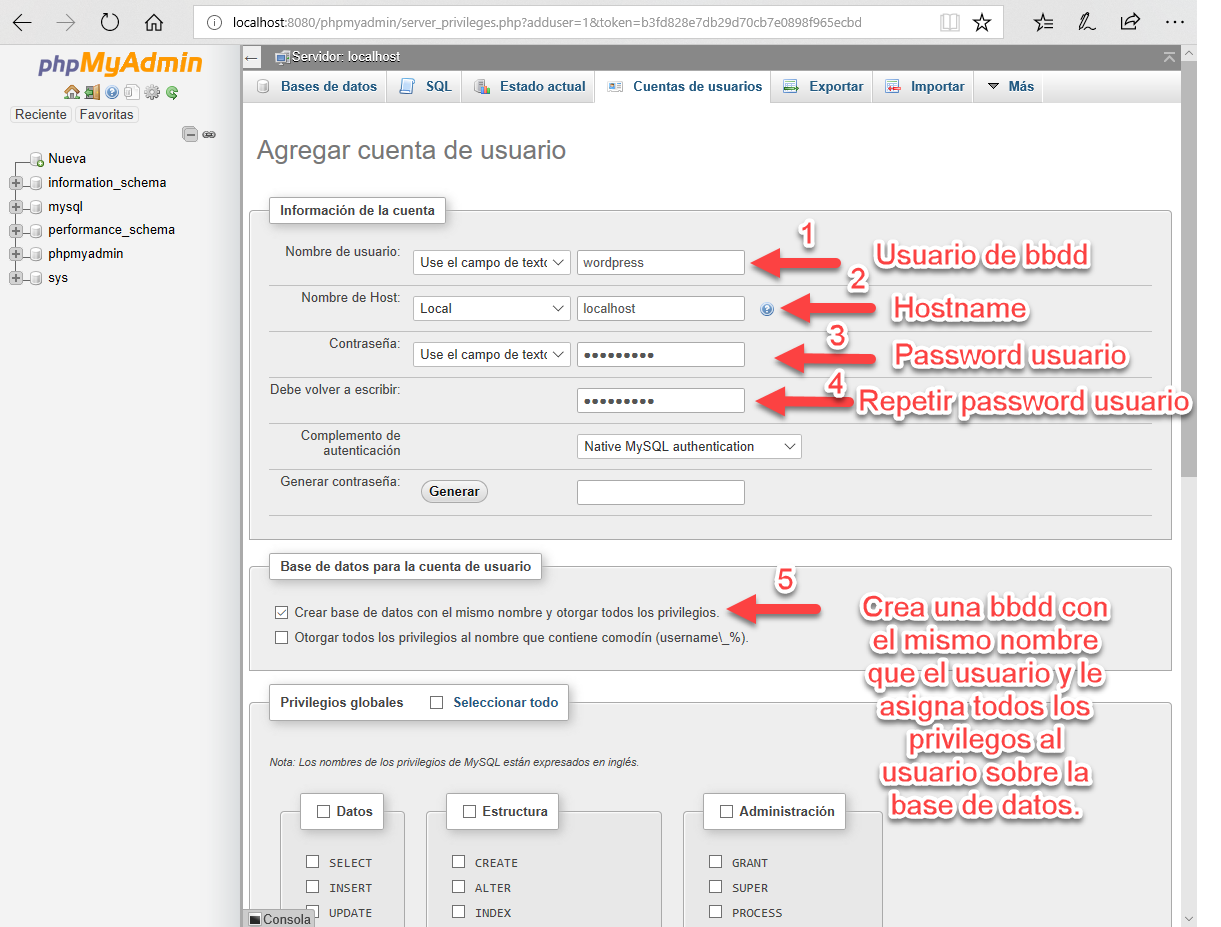 localhost:8080/phpmyadmin/server_privileges.php?adduser=1&token=b3fd828e7db29d70cb7e0898f965ecbd
phpMyAdmin
Reciente Favoritas
Nueva
information_schema
mysql
performance_schema
phpmyadmin
sys
Servidor: localhost
Bases de datos SQL Estado actual Cuentas de usuarios Exportar Importar Más
Agregar cuenta de usuario
Información de la cuenta
Nombre de usuario: Use el campo de texto wordpress 1 Usuario de bbdd
Nombre de Host: Local localhost 2 Hostname
Contraseña: Use el campo de texto ●●●●●●●●● 3 Password usuario
Debe volver a escribir: ●●●●●●●●● 4 Repetir password usuario
Complemento de
autenticación
Native MySQL authentication
Generar contraseña: Generar
Base de datos para la cuenta de usuario
Crear base de datos con el mismo nombre y otorgar todos los privilegios.
Otorgar todos los privilegios al nombre que contiene comodín (username\_%).
5
Crea una bbdd con
el mismo nombre
que el usuario y le
asigna todos los
privilegos al
usuario sobre la
base de datos.
Privilegios globales Seleccionar todo
Nota: Los nombres de los privilegios de MySQL están expresados en inglés.
Datos
SELECT
INSERT
UPDATE
Estructura
CREATE
ALTER
INDEX
Administración
GRANT
SUPER
PROCESS
Consola